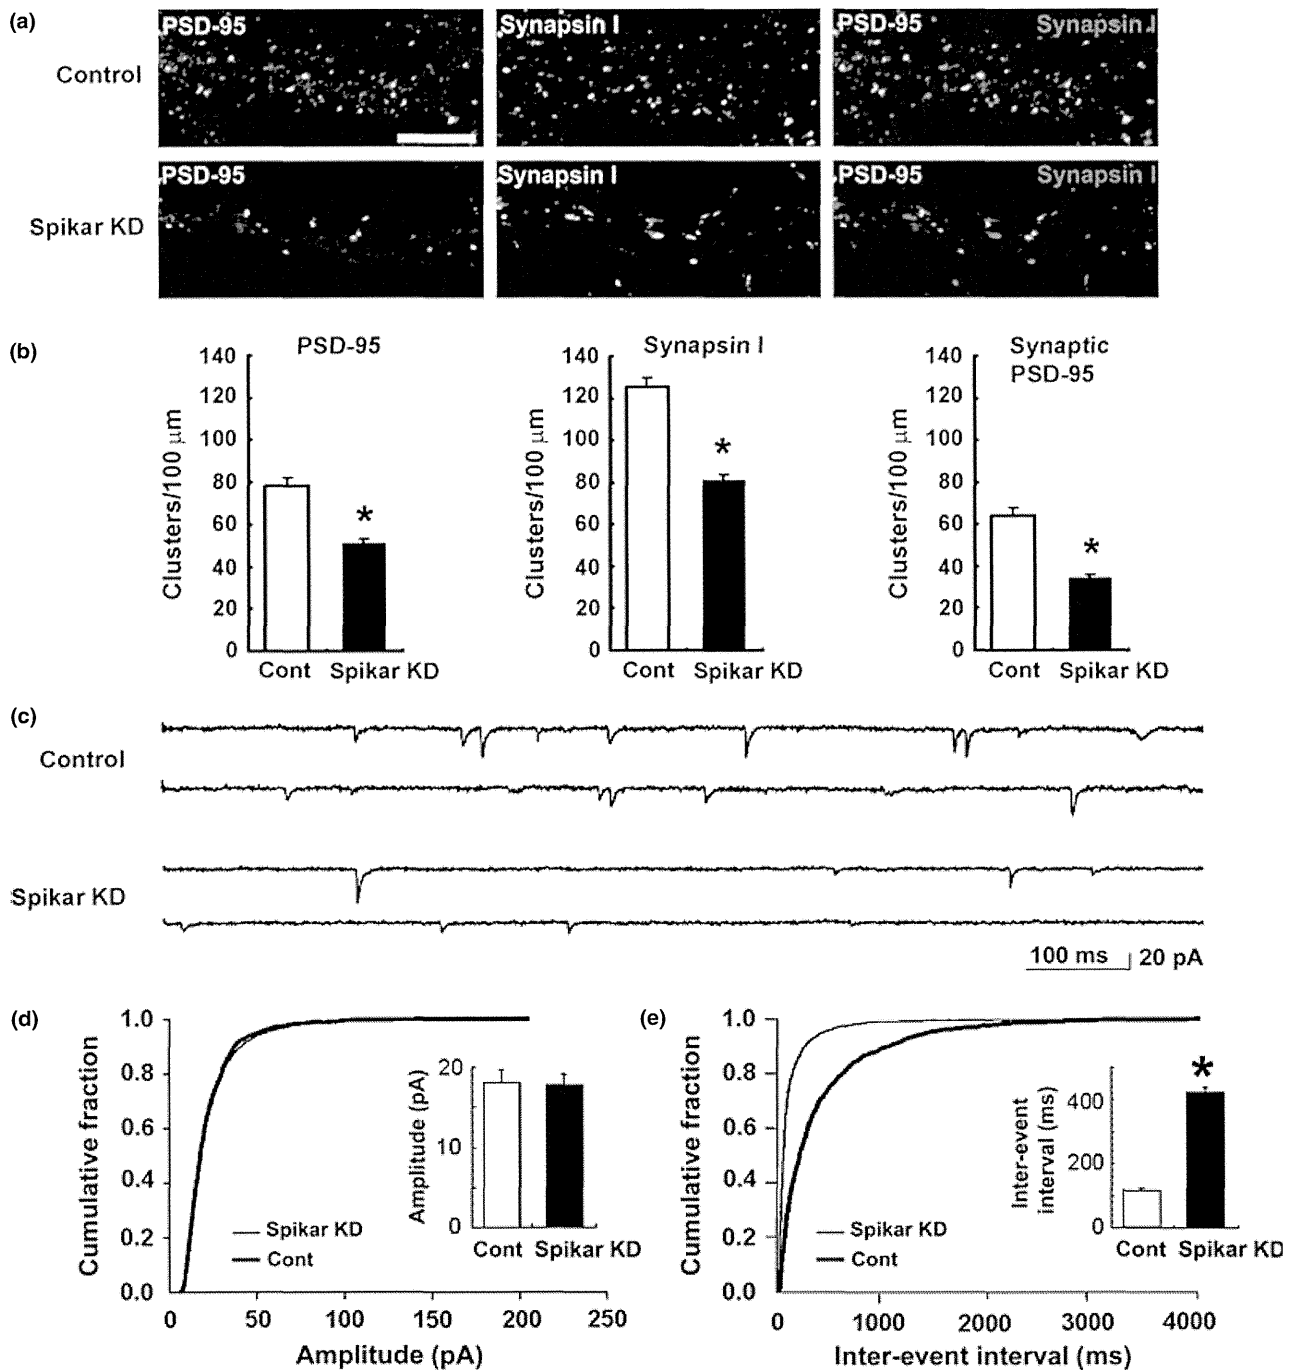 (a)
PSD-95
Synapsin I
PSD-95 Synapsin I
Control
PSD-95
Synapsin I
PSD-95 Synapsin I
Spikar KD
(b)
PSD-95
Clusters/100 μm
140
120
100
80
60
40
20
0
*
Cont Spikar KD
Synapsin I
Clusters/100 μm
140
120
100
80
60
40
20
0
*
Cont Spikar KD
Synaptic
PSD-95
Clusters/100 μm
140
120
100
80
60
40
20
0
*
Cont Spikar KD
(c)
Control
Spikar KD
100 ms 20 pA
(d)
Cumulative fraction
1.0
0.8
0.6
0.4
0.2
0.0
Spikar KD
Cont
Amplitude (pA)
20
10
0
Cont Spikar KD
0 50 100 150 200 250
Amplitude (pA)
(e)
Cumulative fraction
1.0
0.8
0.6
0.4
0.2
0.0
Spikar KD
Cont
Inter-event
interval (ms)
400
200
0
*
Cont Spikar KD
0 1000 2000 3000 4000
Inter-event interval (ms)